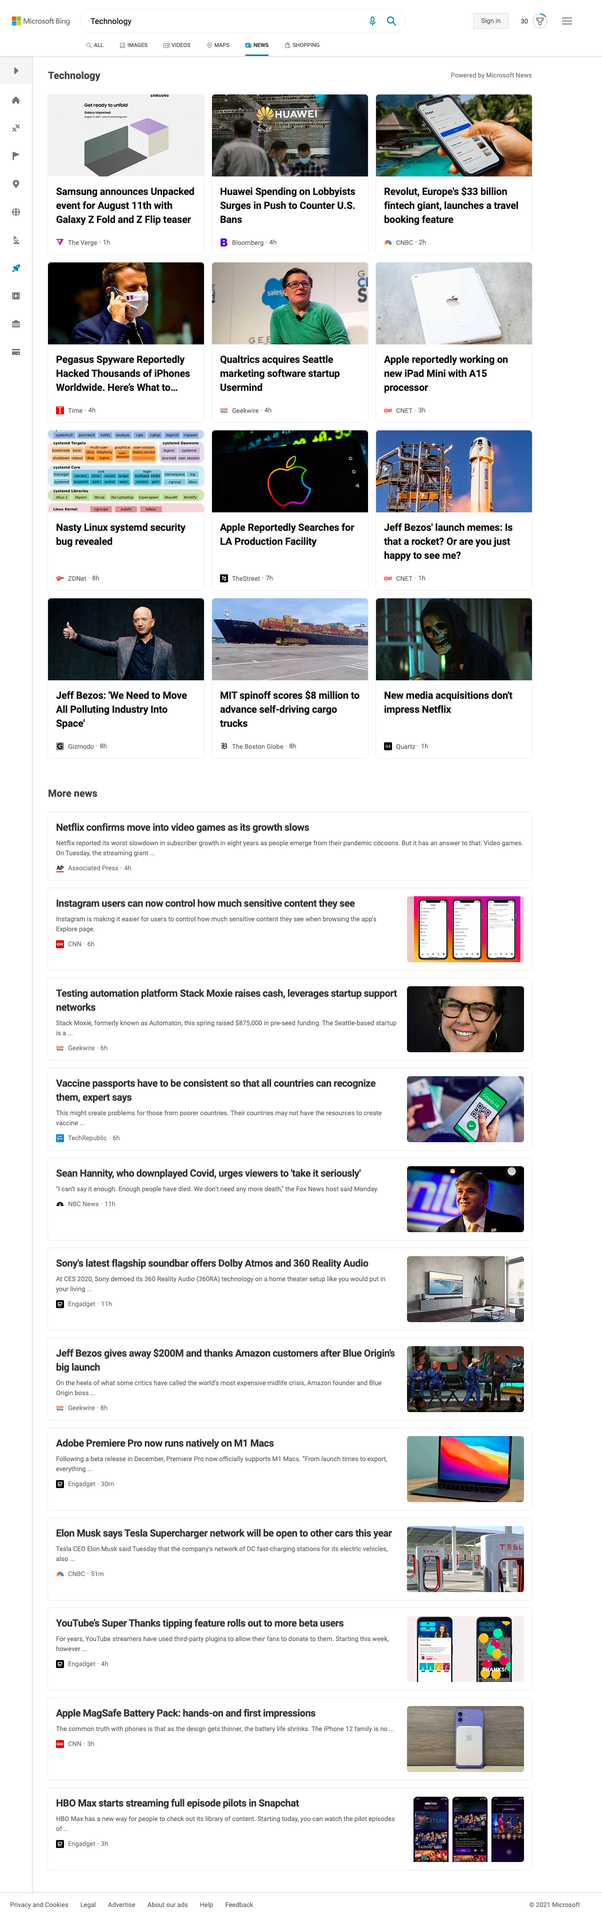 Microsoft Bing
Technology
Sign in
30
ALL
IMAGES
VIDEOS
MAPS
NEWS
SHOPPING
Technology
Powered by Microsoft News
SAMSUNG
Get ready to unfold
HUAWEI
Samsung announces Unpacked
event for August 11th with
Galaxy Z Fold and Z Flip teaser
The Verge · 1h
Huawei Spending on Lobbyists
Surges in Push to Counter U.S.
Bans
Bloomberg · 4h
Revolut, Europe's $33 billion
fintech giant, launches a travel
booking feature
CNBC · 2h
Pegasus Spyware Reportedly
Hacked Thousands of iPhones
Worldwide. Here's What to...
Time · 4h
Qualtrics acquires Seattle
marketing software startup
Usermind
Geekwire · 4h
Apple reportedly working on
new iPad Mini with A15
processor
CNET · 3h
systemd Targets
systemd Core
systemd Libraries
Linux Kernel
Nasty Linux systemd security
bug revealed
ZDNet · 8h
Apple Reportedly Searches for
LA Production Facility
TheStreet · 7h
Jeff Bezos' launch memes: Is
that a rocket? Or are you just
happy to see me?
CNET · 1h
Jeff Bezos: 'We Need to Move
All Polluting Industry Into
Space'
Gizmodo · 8h
MIT spinoff scores $8 million to
advance self-driving cargo
trucks
The Boston Globe · 8h
New media acquisitions don't
impress Netflix
Quartz · 1h
More news
Netflix confirms move into video games as its growth slows
Netflix reported its worst slowdown in subscriber growth in eight years as people emerge from their pandemic cocoons. But it has an answer to that: Video games.
On Tuesday, the streaming giant ...
Associated Press · 4h
Instagram users can now control how much sensitive content they see
Instagram is making it easier for users to control how much sensitive content they see when browsing the app's
Explore page.
CNN · 6h
Testing automation platform Stack Moxie raises cash, leverages startup support
networks
Stack Moxie, formerly known as Automaton, this spring raised $875,000 in pre-seed funding. The Seattle-based startup
is a ...
Geekwire · 6h
Vaccine passports have to be consistent so that all countries can recognize
them, expert says
This might create problems for those from poorer countries. Their countries may not have the resources to create
vaccine ...
TechRepublic · 6h
Sean Hannity, who downplayed Covid, urges viewers to 'take it seriously'
"I can't say it enough. Enough people have died. We don't need any more death," the Fox News host said Monday.
NBC News · 11h
Sony's latest flagship soundbar offers Dolby Atmos and 360 Reality Audio
At CES 2020, Sony demoed its 360 Reality Audio (360RA) technology on a home theater setup like you would put in
your living ...
Engadget · 11h
Jeff Bezos gives away $200M and thanks Amazon customers after Blue Origin's
big launch
On the heels of what some critics have called the world's most expensive midlife crisis, Amazon founder and Blue
Origin boss ...
Geekwire · 8h
Adobe Premiere Pro now runs natively on M1 Macs
Following a beta release in December, Premiere Pro now officially supports M1 Macs. "From launch times to export,
everything ...
Engadget · 30m
Elon Musk says Tesla Supercharger network will be open to other cars this year
Tesla CEO Elon Musk said Tuesday that the company's network of DC fast-charging stations for its electric vehicles,
also ...
CNBC · 51m
TESLA
YouTube's Super Thanks tipping feature rolls out to more beta users
For years, YouTube streamers have used third-party plugins to allow their fans to donate to them. Starting this week,
however ...
Engadget · 4h
THANKS!
Apple MagSafe Battery Pack: hands-on and first impressions
The common truth with phones is that as the design gets thinner, the battery life shrinks. The iPhone 12 family is no ...
CNN · 3h
HBO Max starts streaming full episode pilots in Snapchat
HBO Max has a new way for people to check out its library of content. Starting today, you can watch the pilot episodes
of ...
Engadget · 3h
Privacy and Cookies
Legal
Advertise
About our ads
Help
Feedback
© 2021 Microsoft